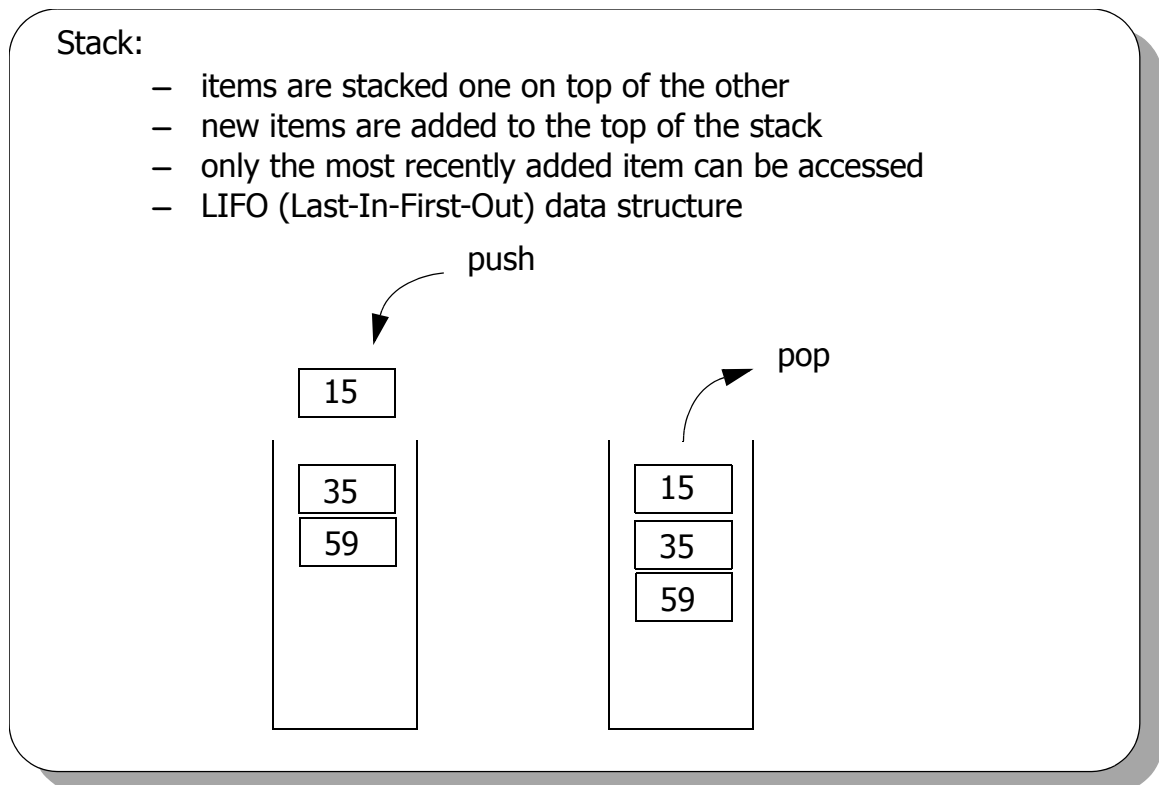 Stack:
– items are stacked one on top of the other
– new items are added to the top of the stack
– only the most recently added item can be accessed
– LIFO (Last-In-First-Out) data structure
push
15
35
59
pop
15
35
59